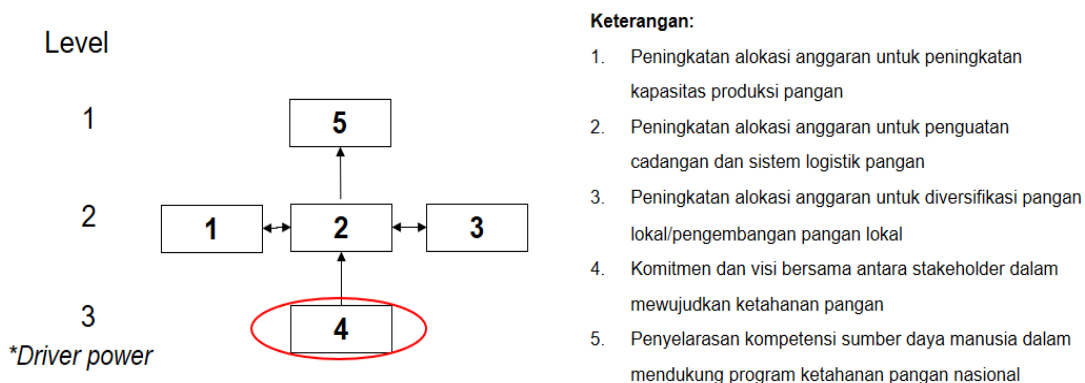 Level
1
5
2
1
2
3
3
4
*Driver power
Keterangan:
1. Peningkatan alokasi anggaran untuk peningkatan
kapasitas produksi pangan
2. Peningkatan alokasi anggaran untuk penguatan
cadangan dan sistem logistik pangan
3. Peningkatan alokasi anggaran untuk diversifikasi pangan
lokal/pengembangan pangan lokal
4. Komitmen dan visi bersama antara stakeholder dalam
mewujudkan ketahanan pangan
5. Penyelarasan kompetensi sumber daya manusia dalam
mendukung program ketahanan pangan nasional